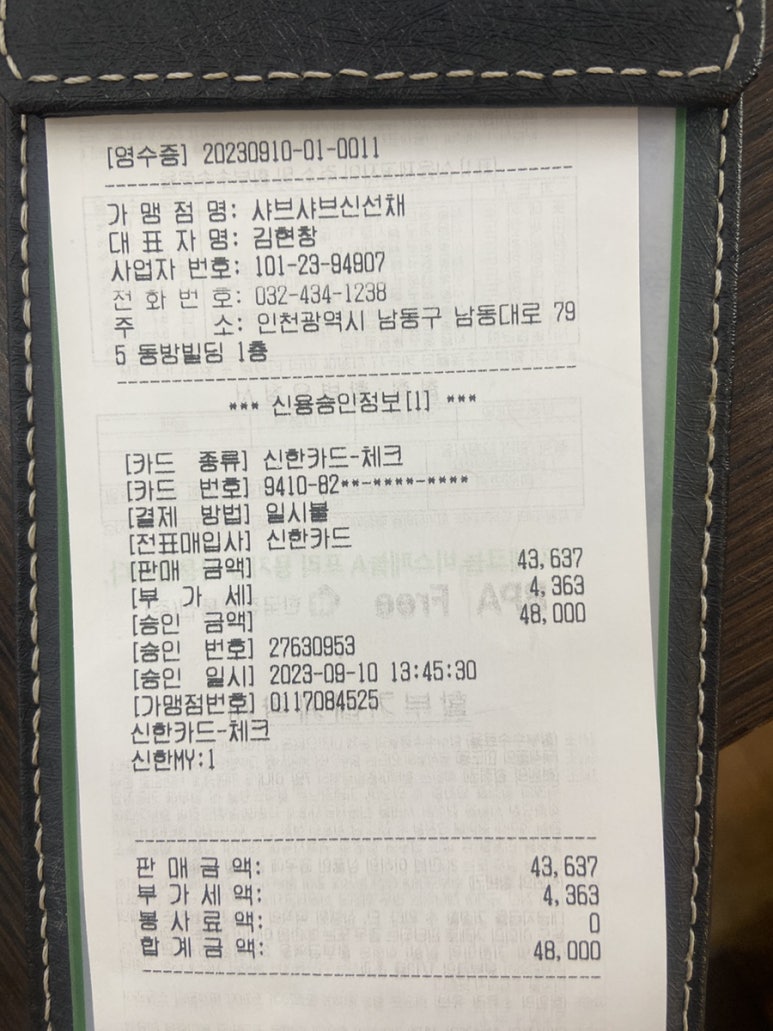 [영수증] 20230910-01-0011
가 맹 점 명: 샤브샤브신선채
대 표 자 명: 김현창
사업자 번호: 101-23-94907
전 화 번 호: 032-434-1238
주 소: 인천광역시 남동구 남동대로 79
5 동방빌딩 1층
*** 신용승인정보[1] ***
[카드 종류] 신한카드-체크
[카드 번호] 9410-82**-****-****
[결제 방법] 일시불
[전표매입사] 신한카드
[판매 금액] 43,637
[부 가 세] 4,363
[승인 금액] 48,000
[승인 번호] 27630953
[승인 일시] 2023-09-10 13:45:30
[가맹점번호] 0117084525
신한카드-체크
신한MY:1
판 매 금 액: 43,637
부 가 세 액: 4,363
봉 사 료 액: 0
합 계 금 액: 48,000